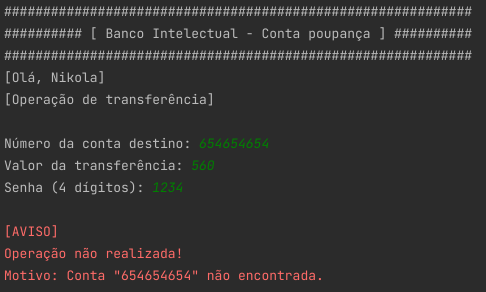 ############################################################
########## [ Banco Intelectual - Conta poupança ] ##########
############################################################
[Olá, Nikola]
[Operação de transferência]
Número da conta destino: 654654654
Valor da transferência: 560
Senha (4 dígitos): 1234
[AVISO]
Operação não realizada!
Motivo: Conta "654654654" não encontrada.